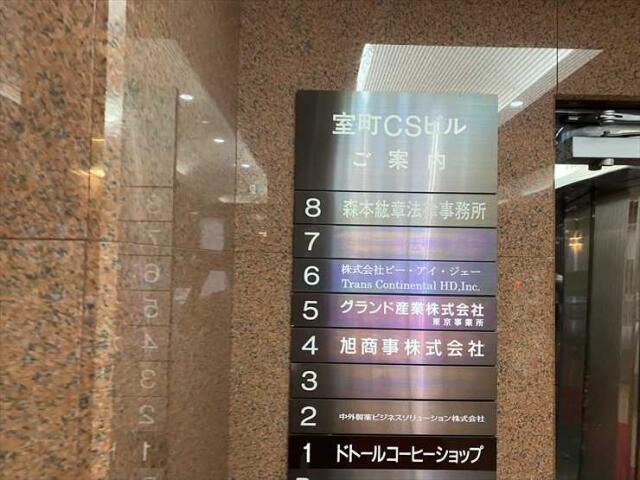 室町CSビル
ご案内
8 森本紘章法律事務所
7
6 株式会社ビー・アイ・ジェー
Trans Continental HD,Inc.
5 グランド産業株式会社
東京事業所
4 旭商事株式会社
3
2 中外製薬ビジネスソリューション株式会社
1 ドトールコーヒーショップ